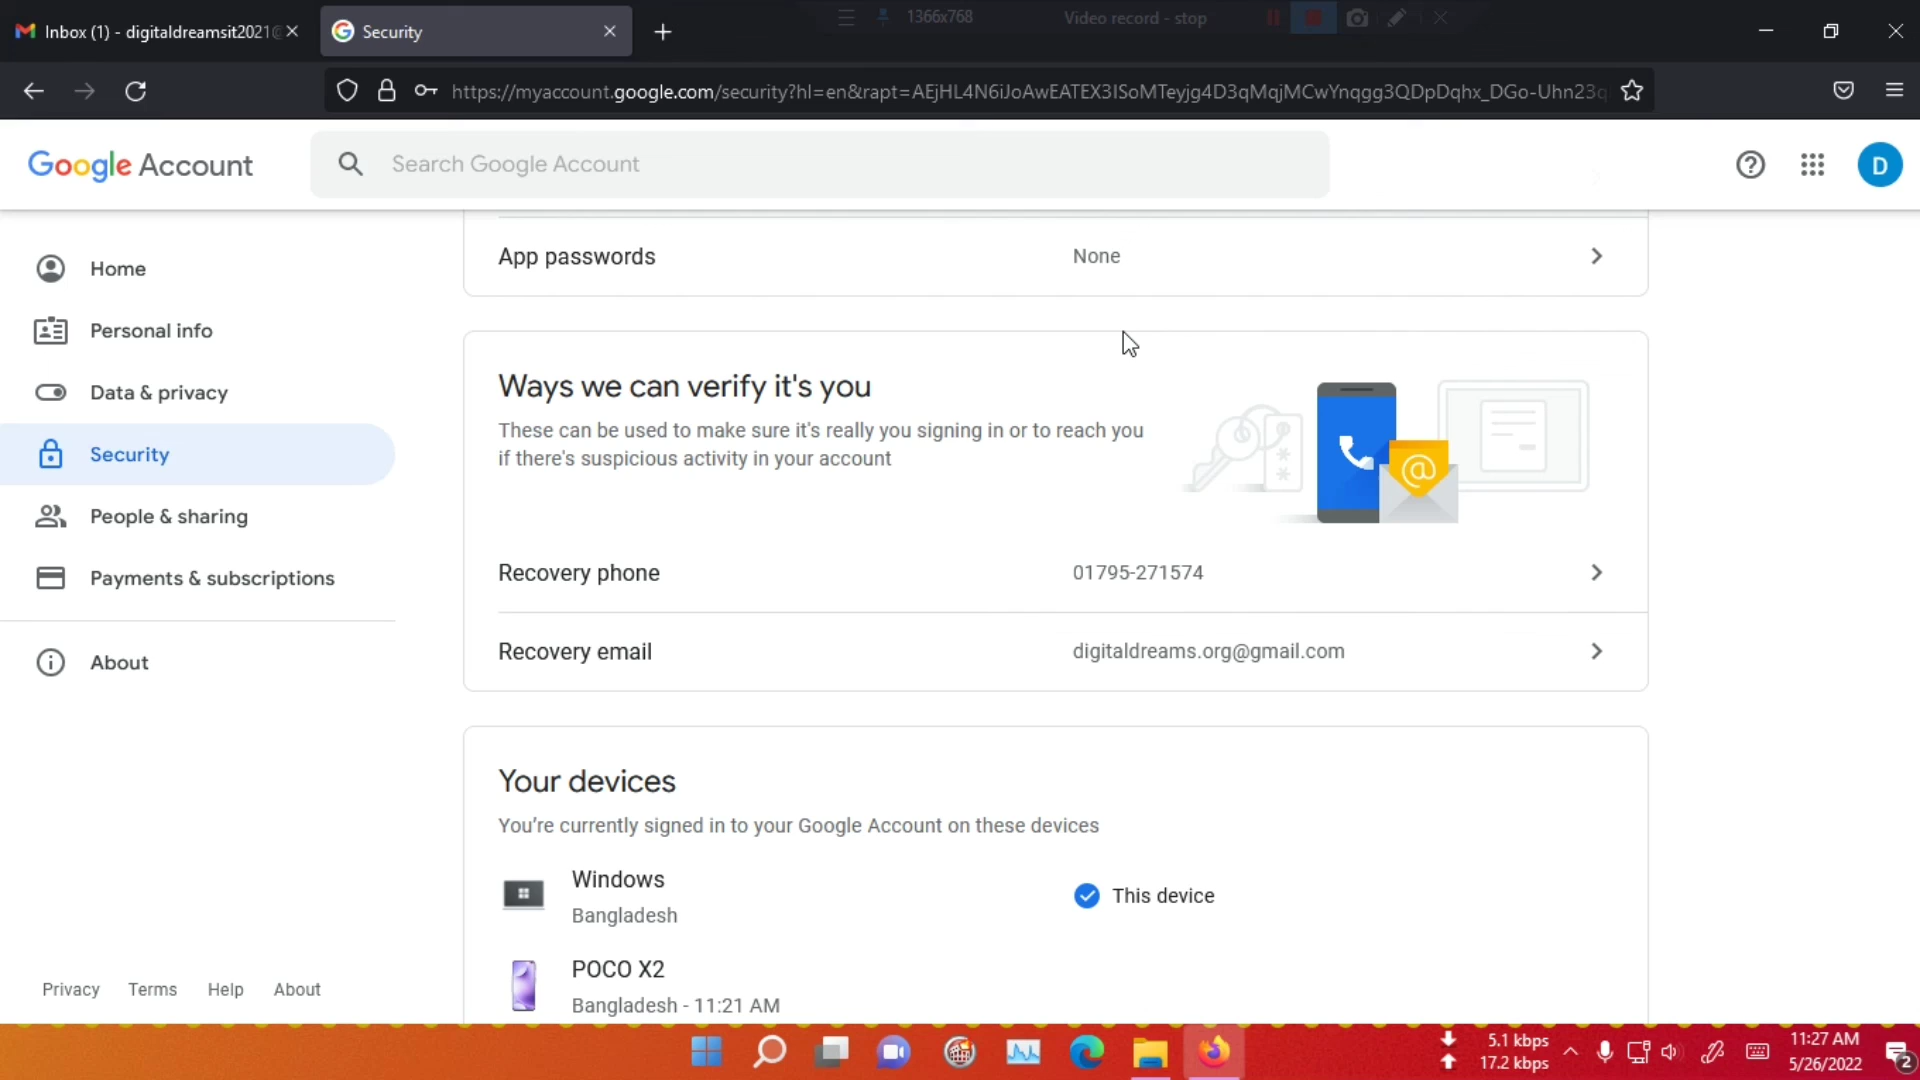 Inbox (1) - digitaldreamsit2021@
Security
1366x768
Video record - stop
https://myaccount.google.com/security?hl=en&rapt=AEjHL4N6iJoAwEATEX3ISoMTeyjg4D3qMqjMCwYnqgg3QDpDqhx_DGo-Uhn23q
Google Account
Search Google Account
D
Home
Personal info
Data & privacy
Security
People & sharing
Payments & subscriptions
About
App passwords
None
Ways we can verify it's you
These can be used to make sure it's really you signing in or to reach you
if there's suspicious activity in your account
Recovery phone
01795-271574
Recovery email
digitaldreams.org@gmail.com
Your devices
You’re currently signed in to your Google Account on these devices
Windows
Bangladesh
This device
POCO X2
Bangladesh - 11:21 AM
Privacy
Terms
Help
About
5.1 kbps
17.2 kbps
11:27 AM
5/26/2022
2